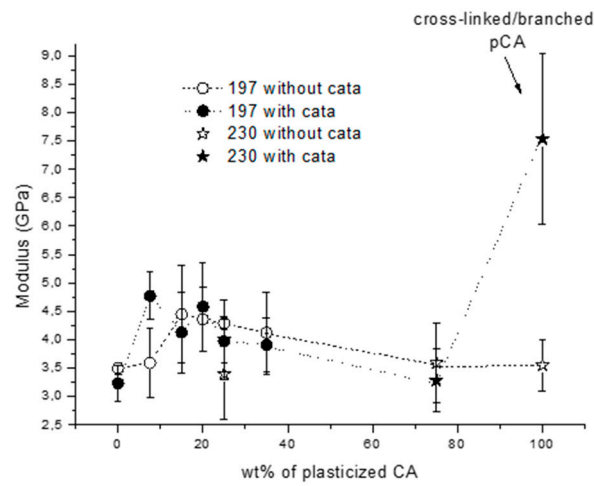 cross-linked/branched
pCA
197 without cata
197 with cata
230 without cata
230 with cata
Modulus (GPa)
9,0
8,5
8,0
7,5
7,0
6,5
6,0
5,5
5,0
4,5
4,0
3,5
3,0
2,5
0 20 40 60 80 100
wt% of plasticized CA